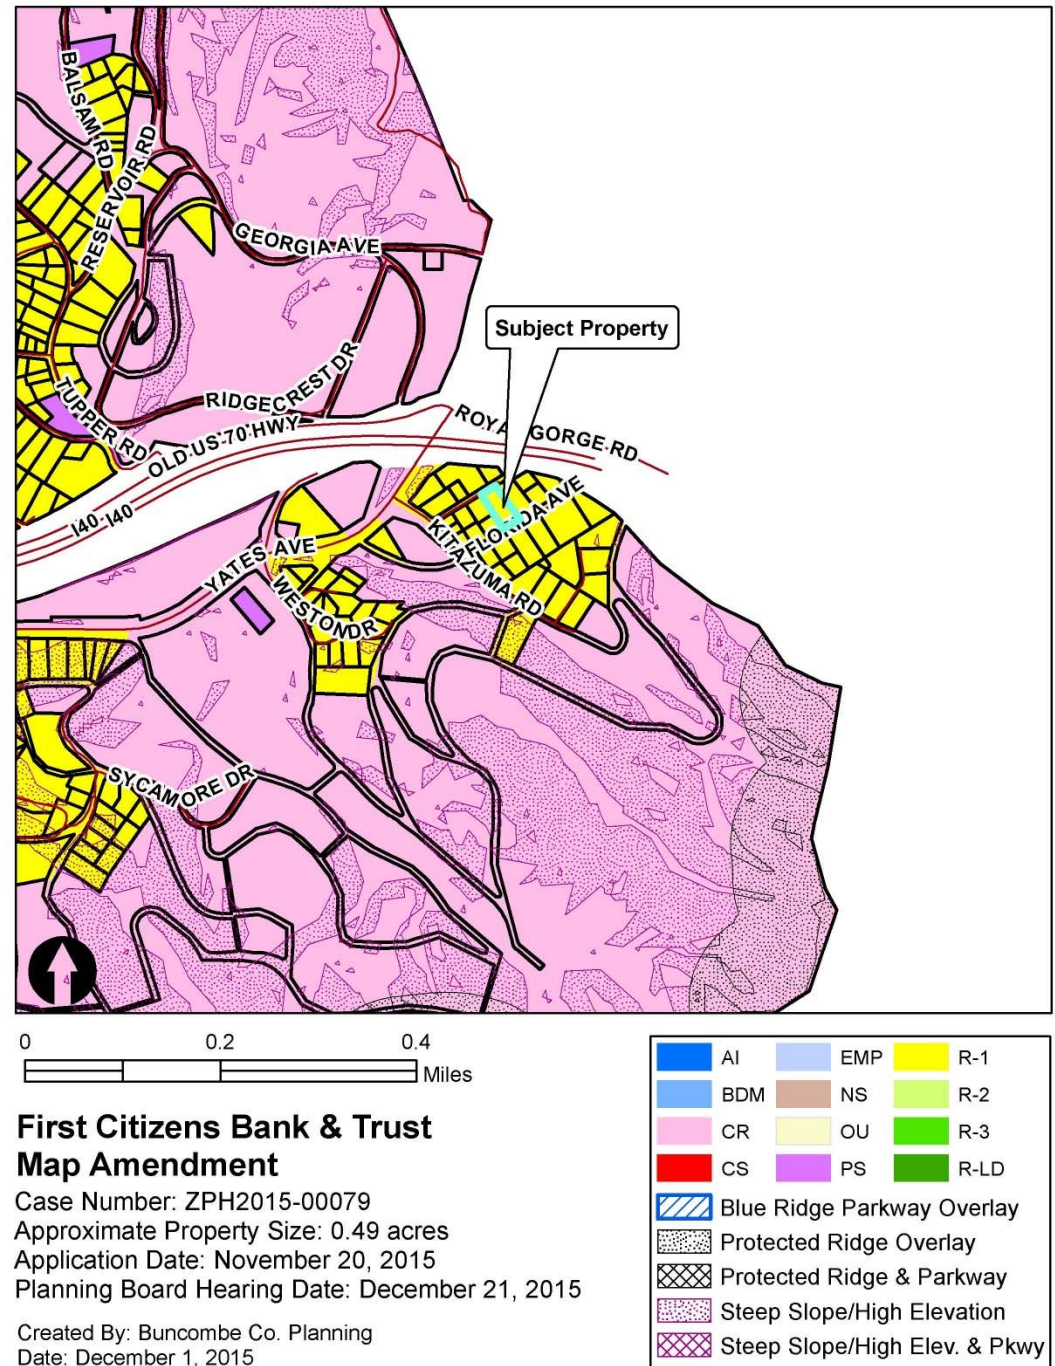 BALSAM RD
RESERVOIR RD
GEORGIA AVE
Subject Property
RIDGECREST DR
TUPPER RD
OLD US 70 HWY
ROYAL GORGE RD
I40 I40
FLORIDA AVE
KITAZUMA RD
YATES AVE
WESTON DR
SYCAMORE DR
0 0.2 0.4
Miles
First Citizens Bank & Trust
Map Amendment
Case Number: ZPH2015-00079
Approximate Property Size: 0.49 acres
Application Date: November 20, 2015
Planning Board Hearing Date: December 21, 2015
Created By: Buncombe Co. Planning
Date: December 1, 2015
AI EMP R-1
BDM NS R-2
CR OU R-3
CS PS R-LD
Blue Ridge Parkway Overlay
Protected Ridge Overlay
Protected Ridge & Parkway
Steep Slope/High Elevation
Steep Slope/High Elev. & Pkwy